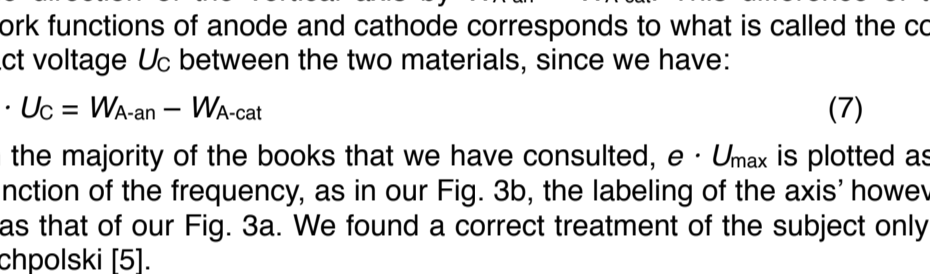 ork functions of anode and cathode corresponds to what is called the co
ct voltage UC between the two materials, since we have:
· UC = WA-an − WA-cat (7)
the majority of the books that we have consulted, e · Umax is plotted as
nction of the frequency, as in our Fig. 3b, the labeling of the axis’ howev
as that of our Fig. 3a. We found a correct treatment of the subject only
chpolski [5].